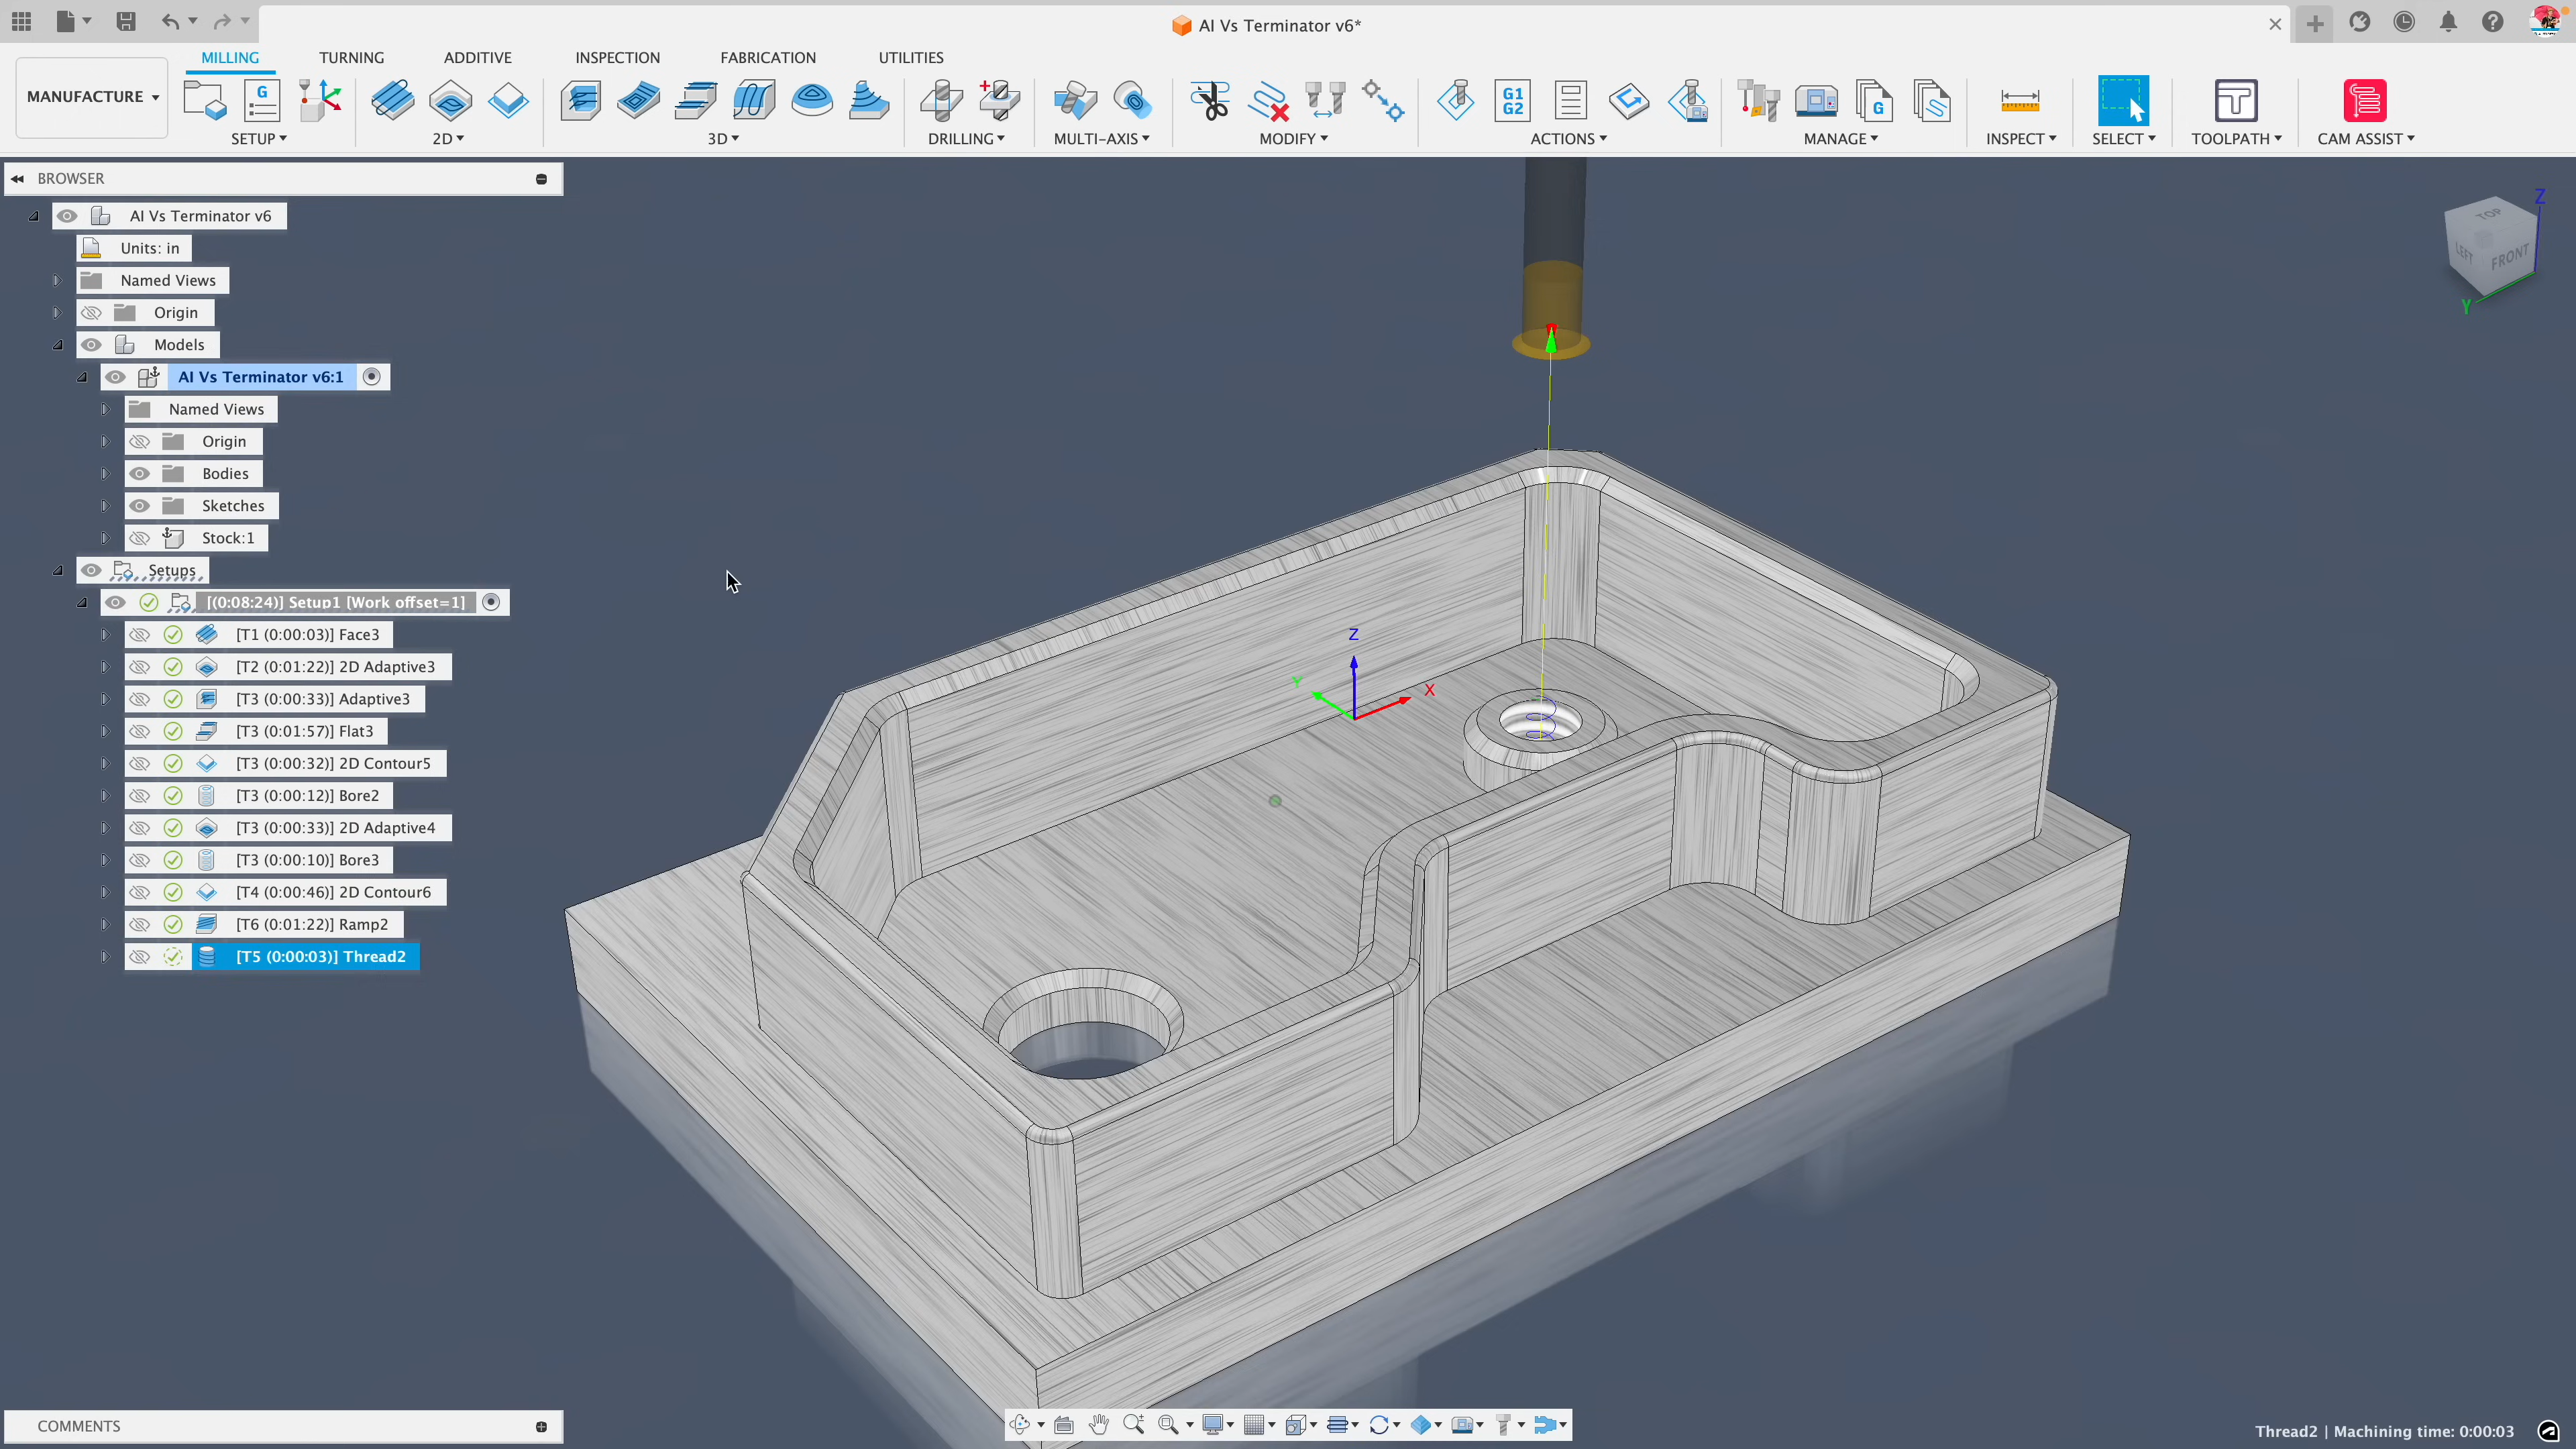 AI Vs Terminator v6*
MILLING TURNING ADDITIVE INSPECTION FABRICATION UTILITIES
MANUFACTURE
G
G1
G2
G
SETUP 2D 3D DRILLING MULTI-AXIS MODIFY ACTIONS MANAGE INSPECT SELECT TOOLPATH CAM ASSIST
BROWSER
AI Vs Terminator v6
Units: in
Named Views
Origin
Models
AI Vs Terminator v6:1
Named Views
Origin
Bodies
Sketches
Stock:1
Setups
[(0:08:24)] Setup1 [Work offset=1]
[T1 (0:00:03)] Face3
[T2 (0:01:22)] 2D Adaptive3
[T3 (0:00:33)] Adaptive3
[T3 (0:01:57)] Flat3
[T3 (0:00:32)] 2D Contour5
[T3 (0:00:12)] Bore2
[T3 (0:00:33)] 2D Adaptive4
[T3 (0:00:10)] Bore3
[T4 (0:00:46)] 2D Contour6
[T6 (0:01:22)] Ramp2
[T5 (0:00:03)] Thread2
Z
Y
X
Z
TOP
LEFT
FRONT
Y
COMMENTS
Thread2 | Machining time: 0:00:03